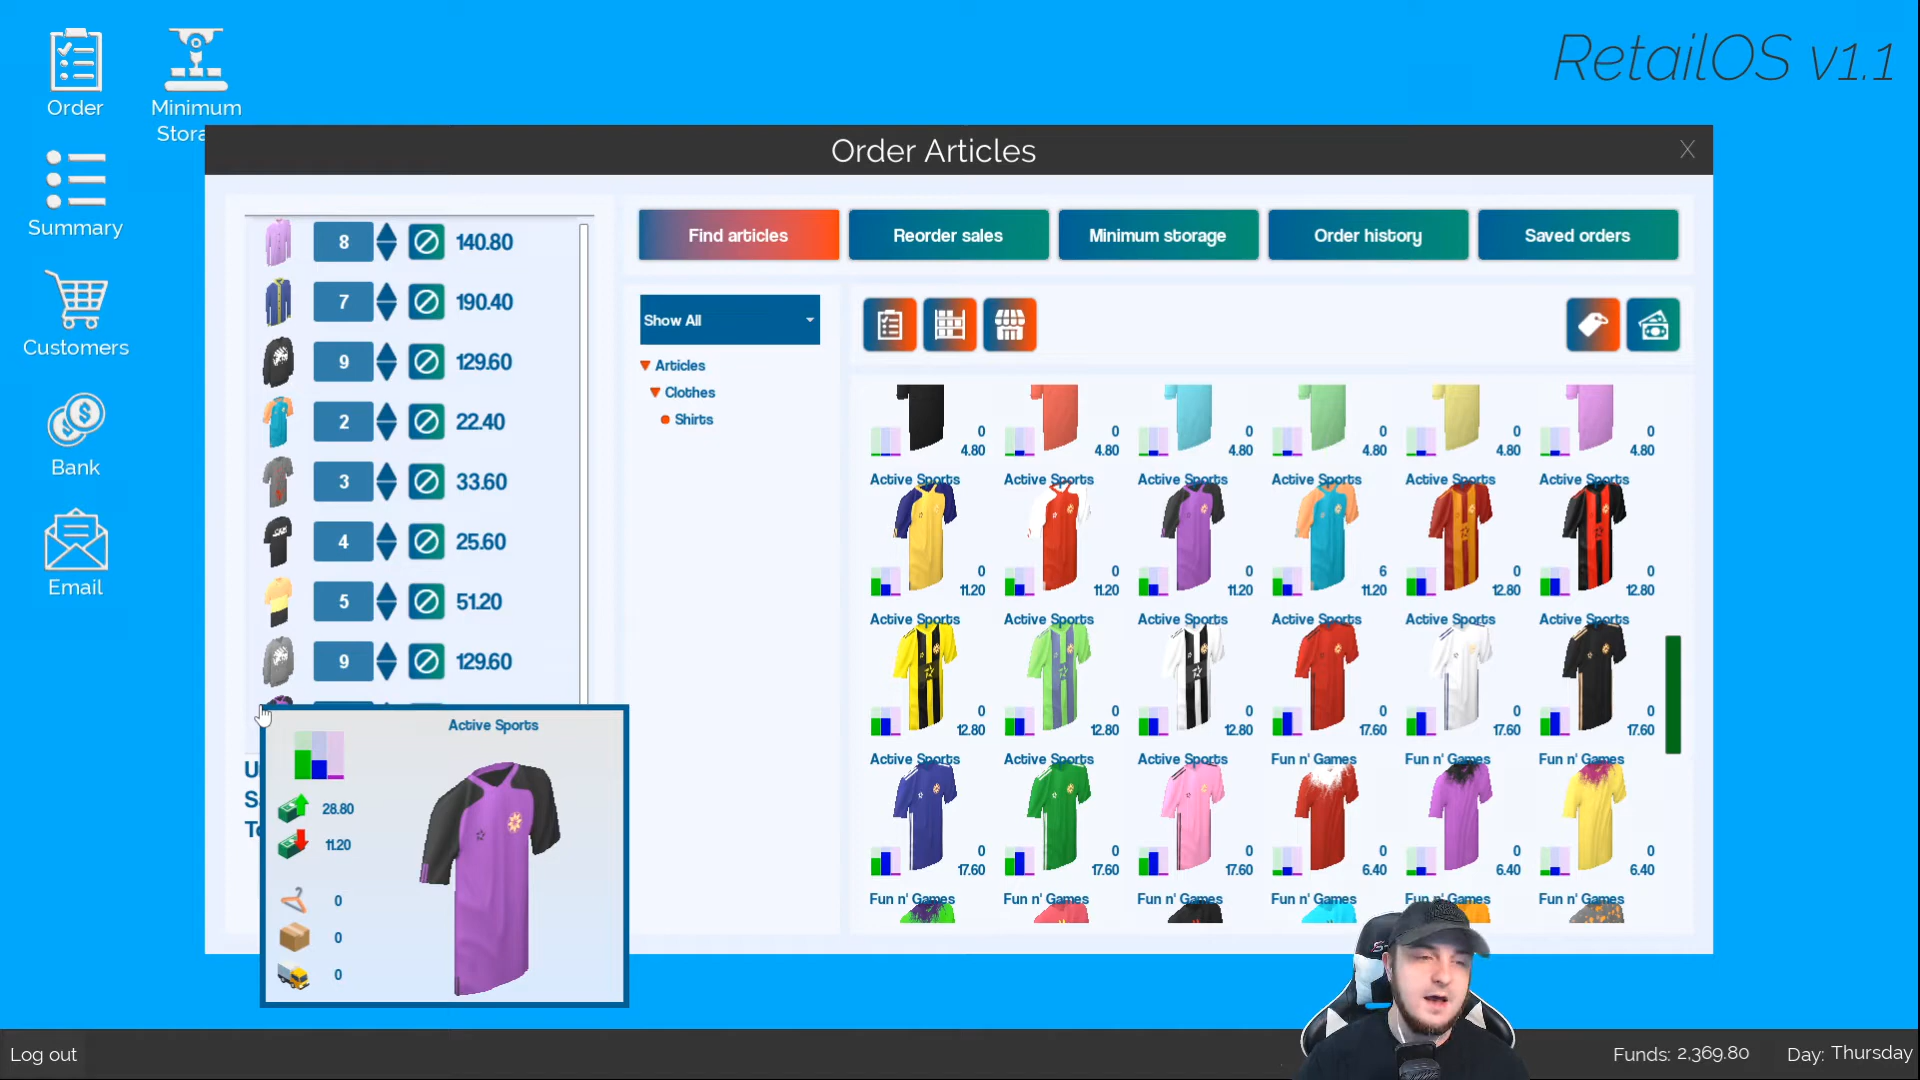 RetailOS v1.1
Order
Minimum
Stora
Summary
Customers
Bank
Email
Order Articles
X
8 140.80
7 190.40
9 129.60
2 22.40
3 33.60
4 25.60
5 51.20
9 129.60
Find articles
Reorder sales
Minimum storage
Order history
Saved orders
Show All
Articles
Clothes
Shirts
0 0 0 0 0 0
4.80 4.80 4.80 4.80 4.80 4.80
Active Sports Active Sports Active Sports Active Sports Active Sports Active Sports
0 0 0 6 0 0
11.20 11.20 11.20 11.20 12.80 12.80
Active Sports Active Sports Active Sports Active Sports Active Sports Active Sports
0 0 0 0 0 0
12.80 12.80 12.80 17.60 17.60 17.60
Active Sports Active Sports Active Sports Fun n' Games Fun n' Games Fun n' Games
0 0 0 0 0 0
17.60 17.60 17.60 6.40 6.40 6.40
Fun n' Games Fun n' Games Fun n' Games Fun n' Games Fun n' Games Fun n' Games
Active Sports
28.80
11.20
0
0
0
Log out
Funds: 2,369.80
Day: Thursday